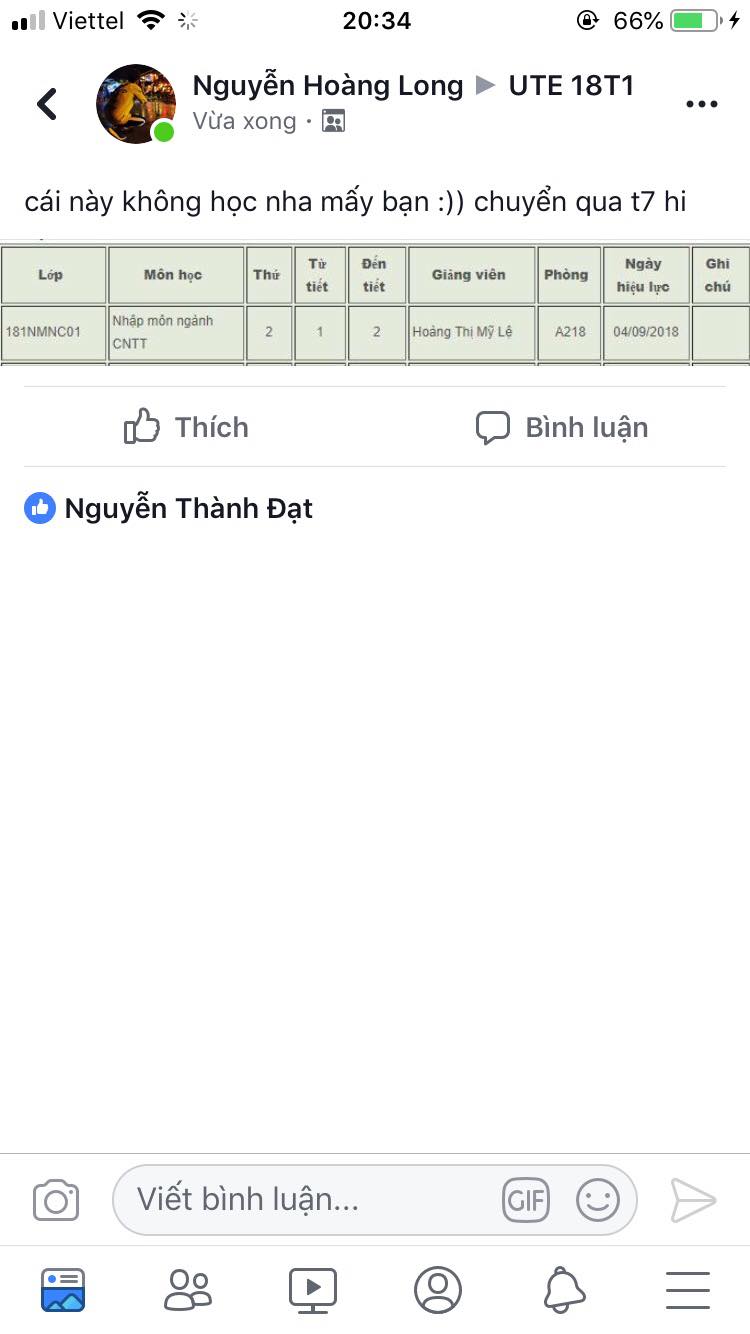 Viettel 20:34 66%
Nguyễn Hoàng Long ▶ UTE 18T1
Vừa xong ·
cái này không học nha mấy bạn :)) chuyển qua t7 hi
Lớp Môn học Thứ Từ tiết Đến tiết Giảng viên Phòng Ngày hiệu lực Ghi chú
181NMNC01 Nhập môn ngành CNTT 2 1 2 Hoàng Thị Mỹ Lệ A218 04/09/2018
Thích Bình luận
Nguyễn Thành Đạt
Viết bình luận... GIF